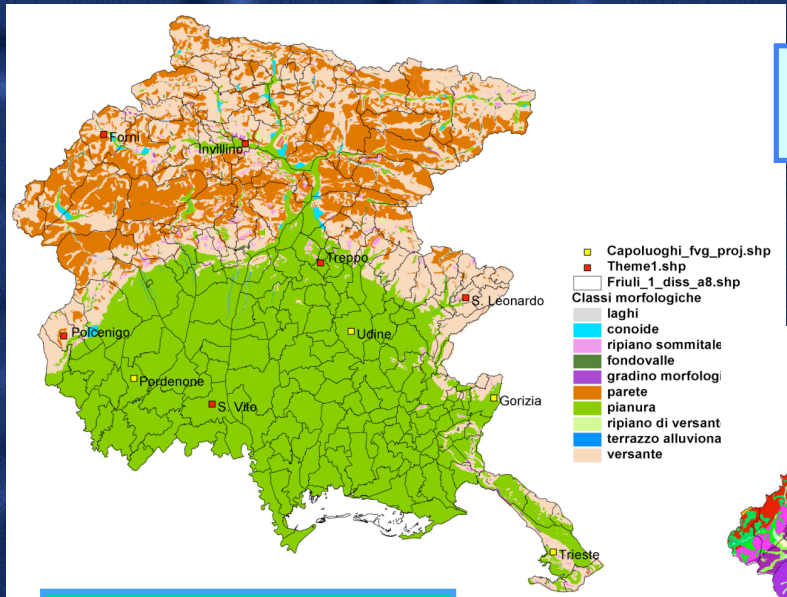 Forni
Invillino
Treppo
S. Leonardo
Polcenigo
Udine
Pordenone
S. Vito
Gorizia
Trieste
Capoluoghi_fvg_proj.shp
Theme1.shp
Friuli_1_diss_a8.shp
Classi morfologiche
laghi
conoide
ripiano sommitale
fondovalle
gradino morfologi
parete
pianura
ripiano di versante
terrazzo alluviona
versante